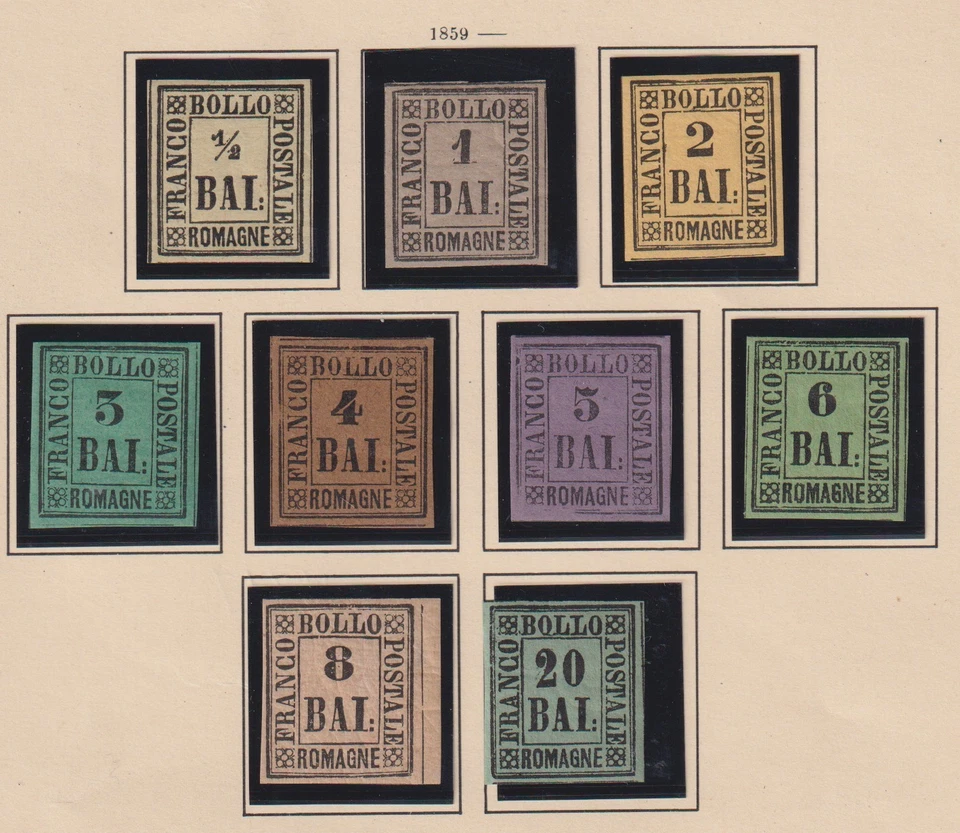 1859 —
BOLLO
FRANCO
1/2
BAI:
POSTALE
ROMAGNE
BOLLO
FRANCO
1
BAI:
POSTALE
ROMAGNE
BOLLO
FRANCO
2
BAI:
POSTALE
ROMAGNE
BOLLO
FRANCO
3
BAI:
POSTALE
ROMAGNE
BOLLO
FRANCO
4
BAI:
POSTALE
ROMAGNE
BOLLO
FRANCO
5
BAI:
POSTALE
ROMAGNE
BOLLO
FRANCO
6
BAI:
POSTALE
ROMAGNE
BOLLO
FRANCO
8
BAI:
POSTALE
ROMAGNE
BOLLO
FRANCO
20
BAI:
POSTALE
ROMAGNE